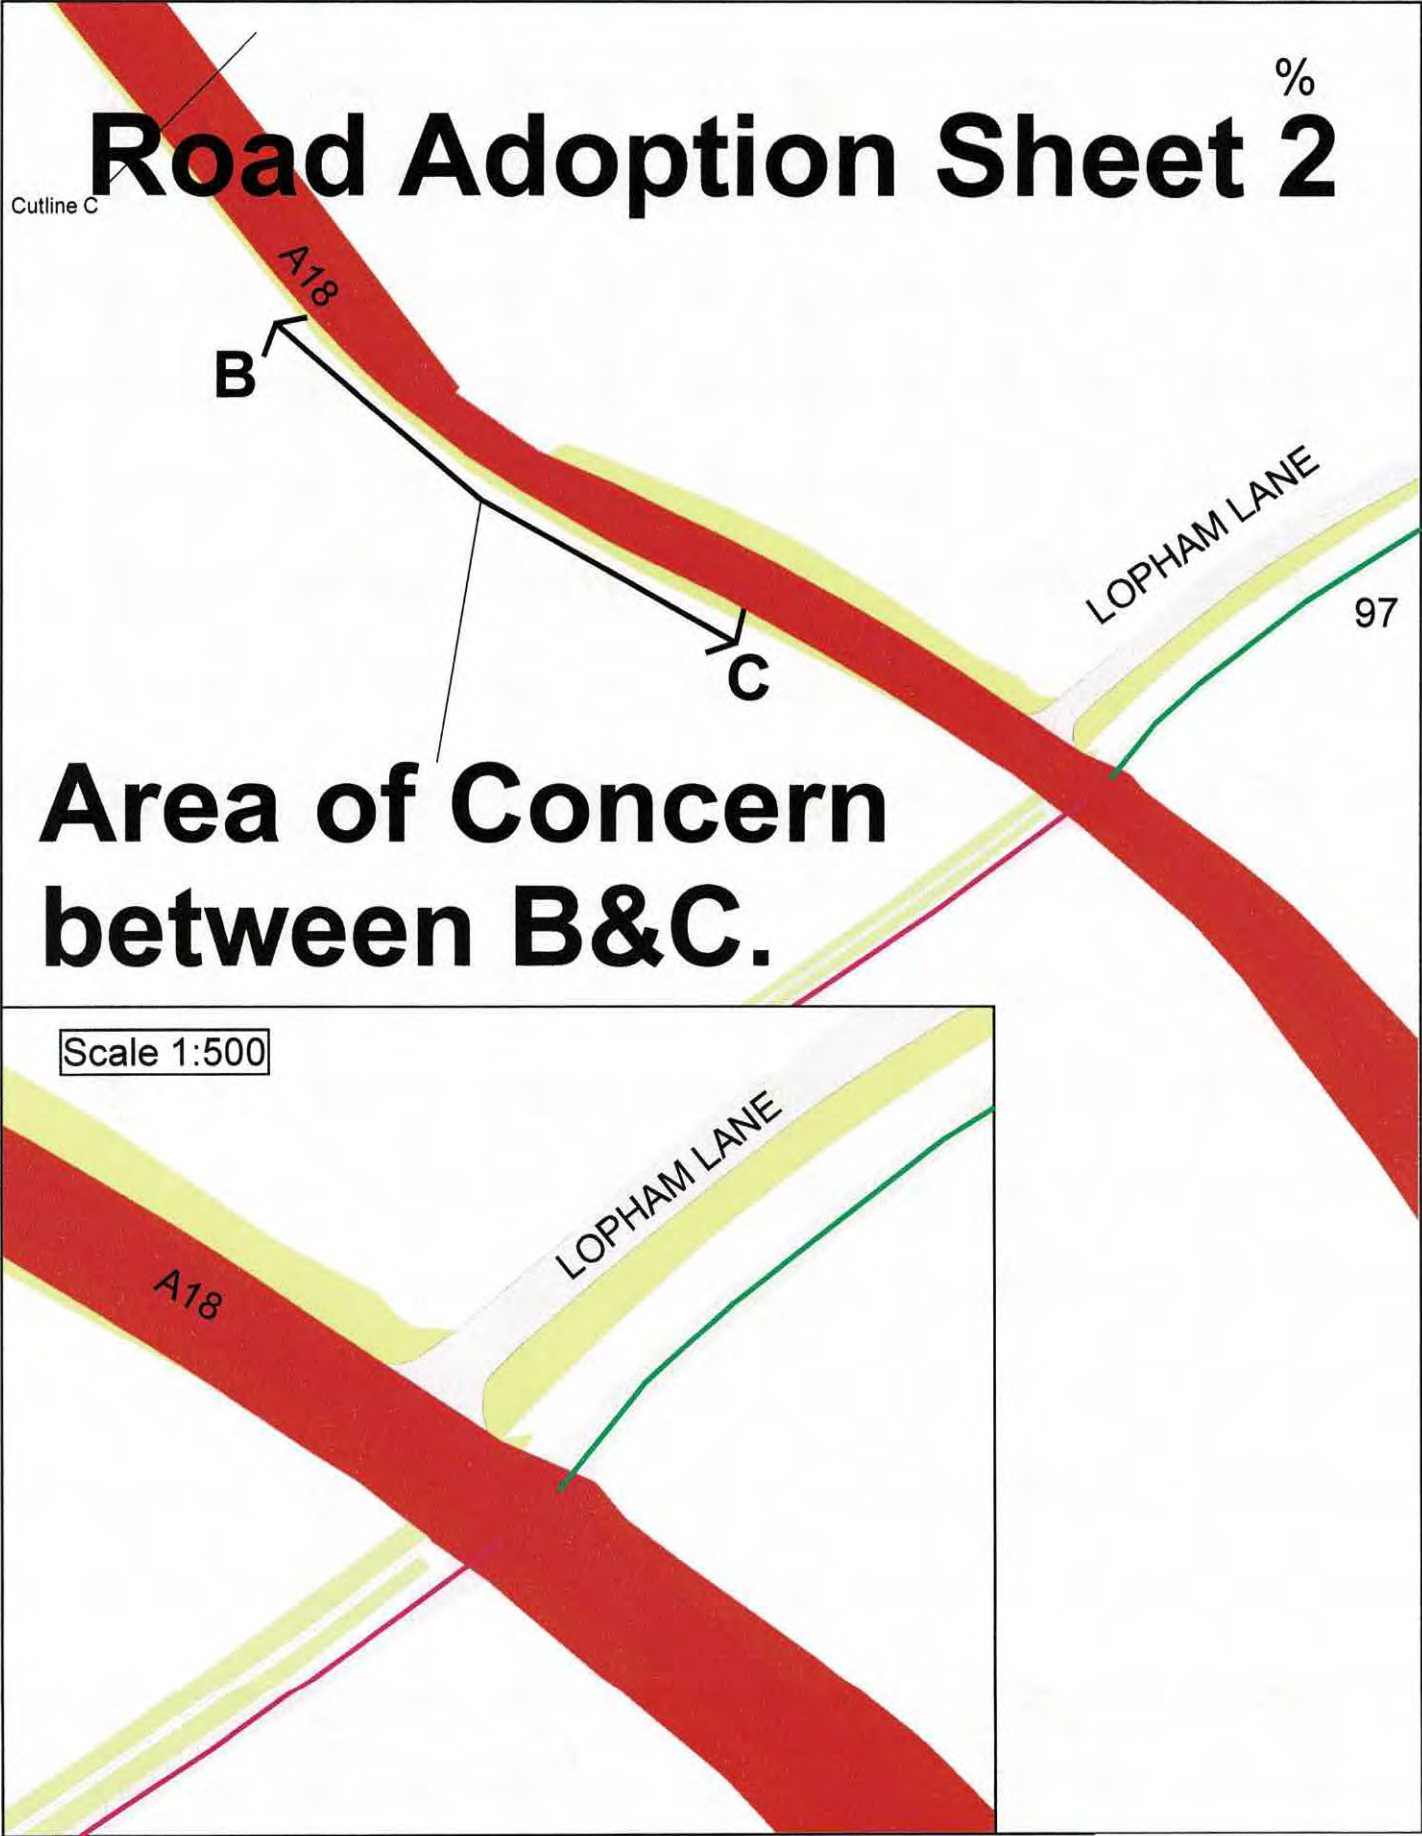 %
Road Adoption Sheet 2
Cutline C
A18
B
LOPHAM LANE
97
C
Area of Concern
between B&C.
Scale 1:500
LOPHAM LANE
A18